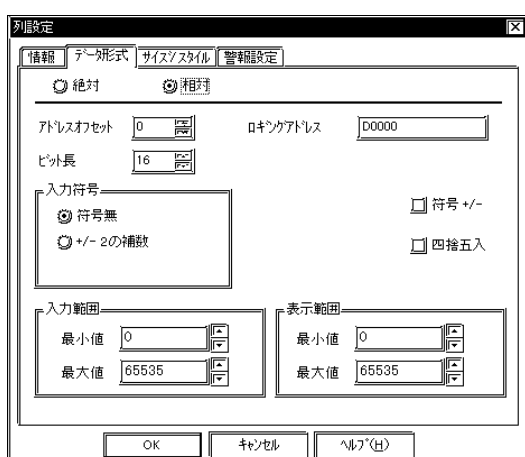 列設定
情報 ﾃﾞｰﾀ形式 ｻｲｽﾞ/ｽﾀｲﾙ 警報設定
絶対 相対
ｱﾄﾞﾚｽｵﾌｾｯﾄ 0 ﾛｷﾞﾝｸﾞｱﾄﾞﾚｽ D0000
ﾋﾞｯﾄ長 16
入力符号
符号無
+/- 2の補数
符号 +/-
四捨五入
入力範囲
最小値 0
最大値 65535
表示範囲
最小値 0
最大値 65535
OK ｷｬﾝｾﾙ ﾍﾙﾌﾟ(H)